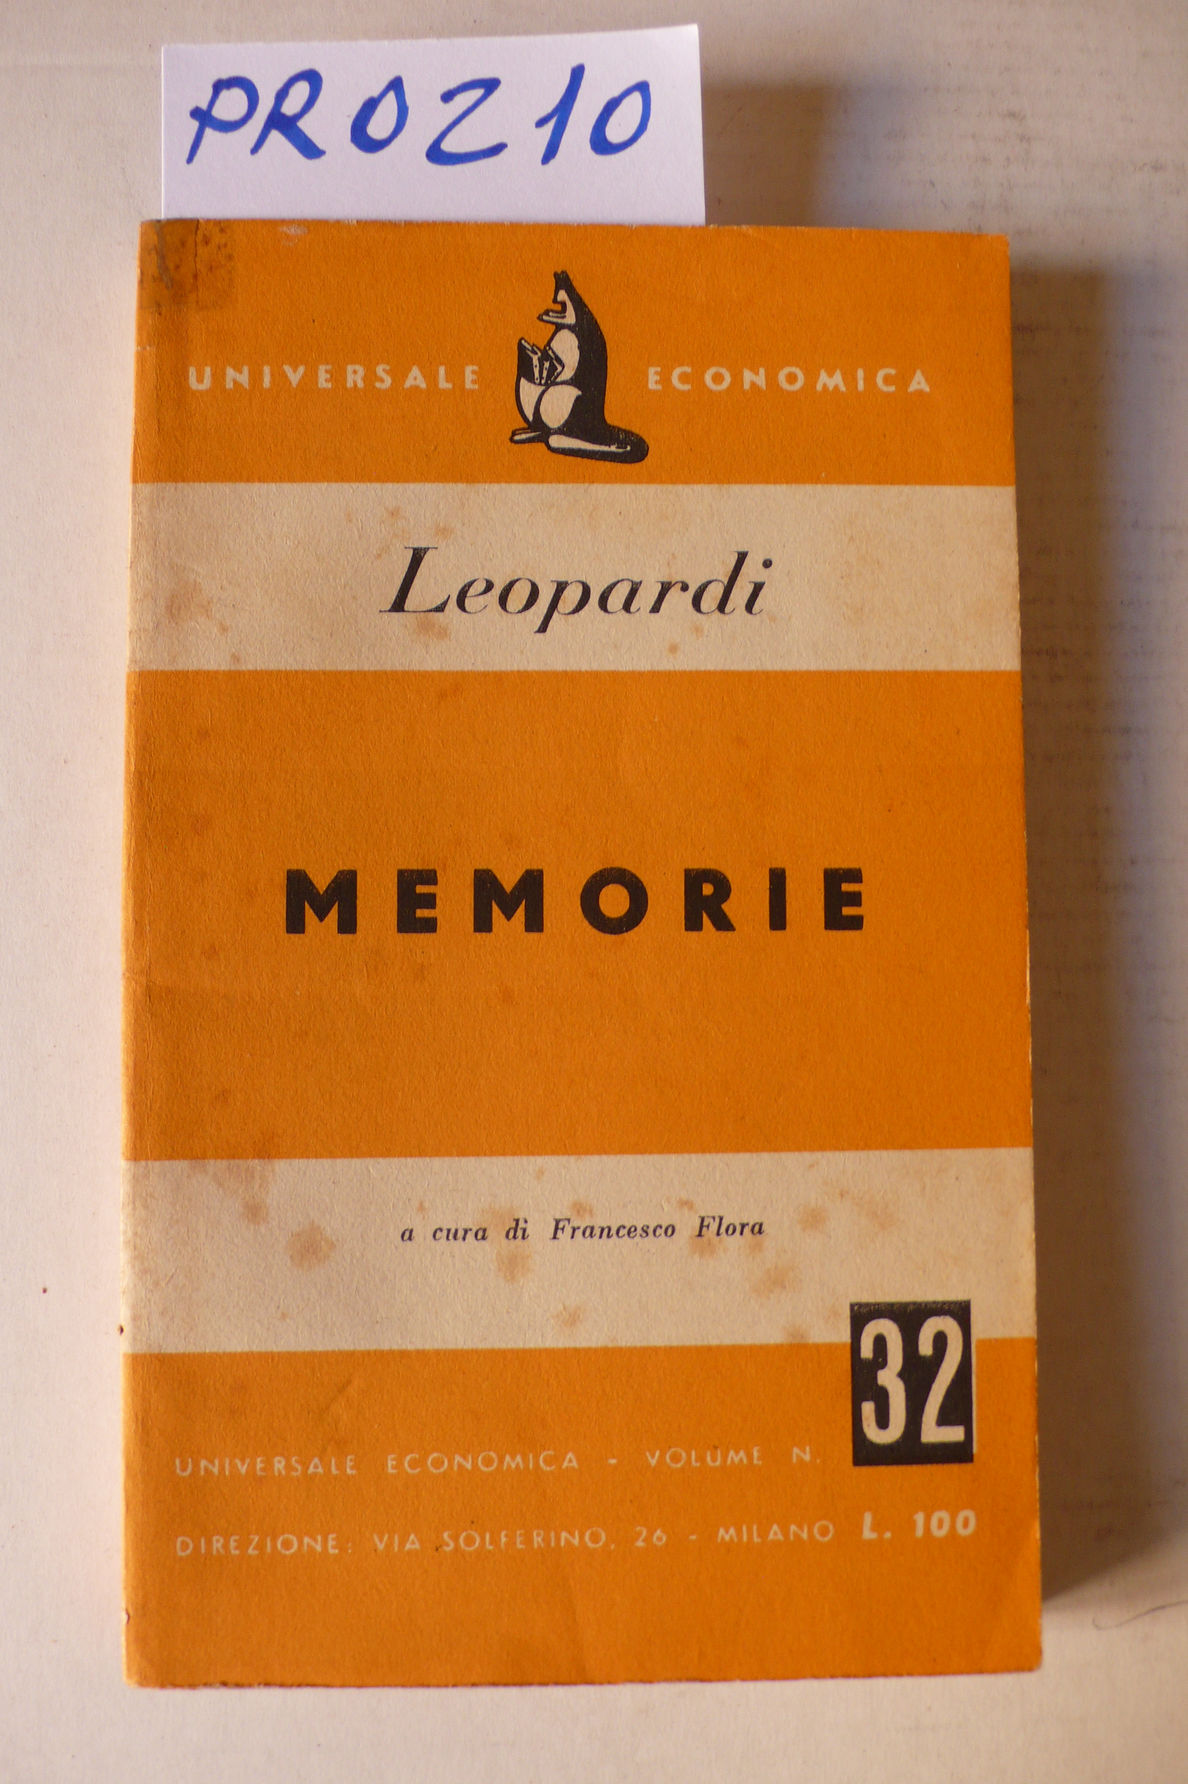 PR0210
UNIVERSALE ECONOMICA
Leopardi
MEMORIE
a cura di Francesco Flora
UNIVERSALE ECONOMICA - VOLUME N. 32
DIREZIONE: VIA SOLFERINO, 26 - MILANO L. 100